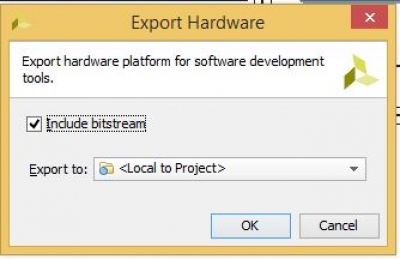 Export Hardware
Export hardware platform for software development
tools.
Include bitstream
Export to: <Local to Project>
OK Cancel